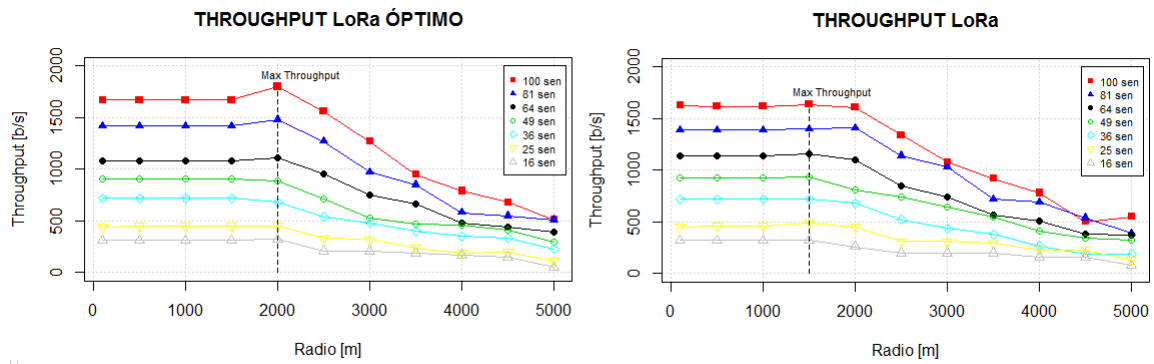 THROUGHPUT LoRa ÓPTIMO
Throughput [b/s]
2000
1500
1000
500
0
Max Throughput
100 sen
81 sen
64 sen
49 sen
36 sen
25 sen
16 sen
0 1000 2000 3000 4000 5000
Radio [m]
THROUGHPUT LoRa
Throughput [b/s]
2000
1500
1000
500
0
Max Throughput
100 sen
81 sen
64 sen
49 sen
36 sen
25 sen
16 sen
0 1000 2000 3000 4000 5000
Radio [m]